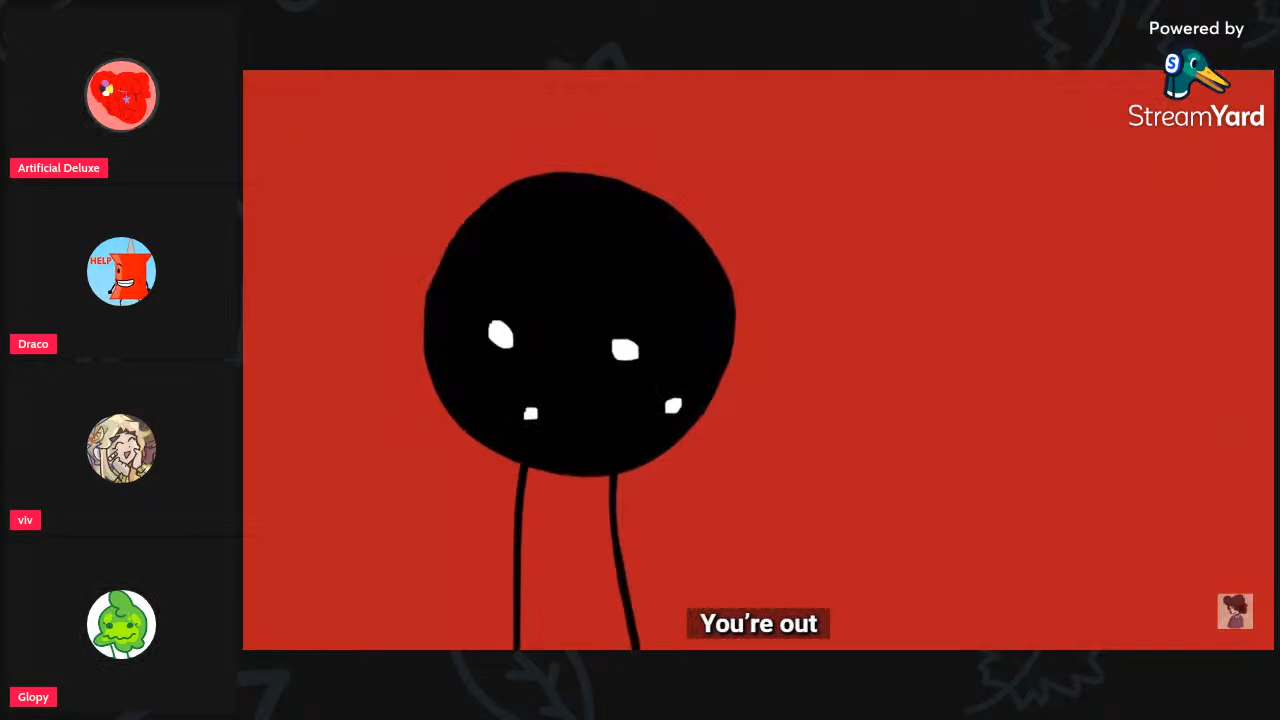 Powered by
StreamYard
Artificial Deluxe
HELP
Draco
viv
You're out
Glopy